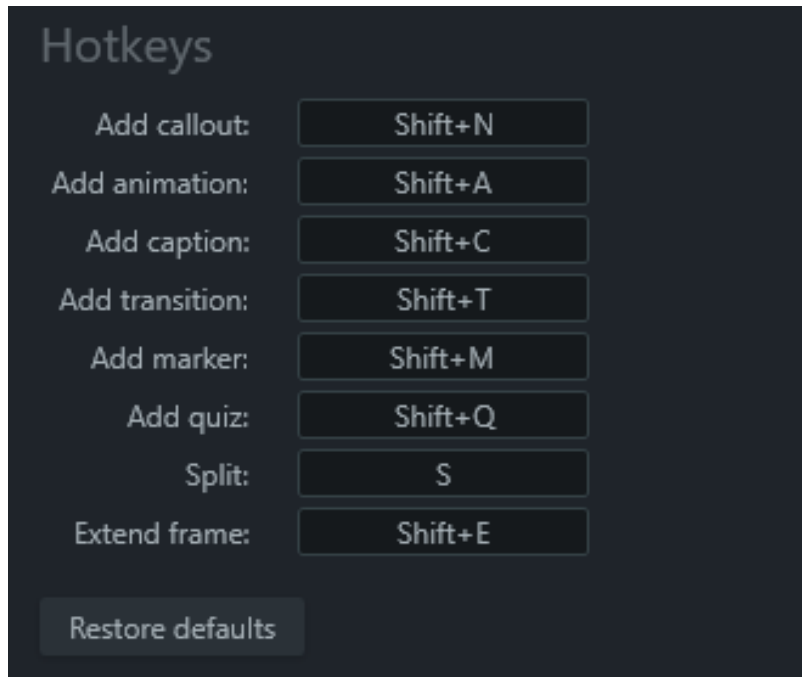 Hotkeys
Add callout: Shift+N
Add animation: Shift+A
Add caption: Shift+C
Add transition: Shift+T
Add marker: Shift+M
Add quiz: Shift+Q
Split: S
Extend frame: Shift+E
Restore defaults